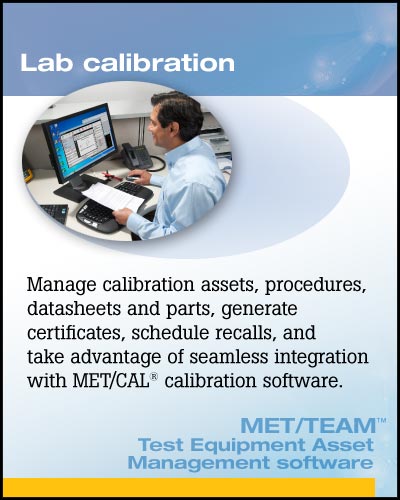 Lab calibration
Manage calibration assets, procedures,
datasheets and parts, generate
certificates, schedule recalls, and
take advantage of seamless integration
with MET/CAL® calibration software.
MET/TEAM™
Test Equipment Asset
Management software